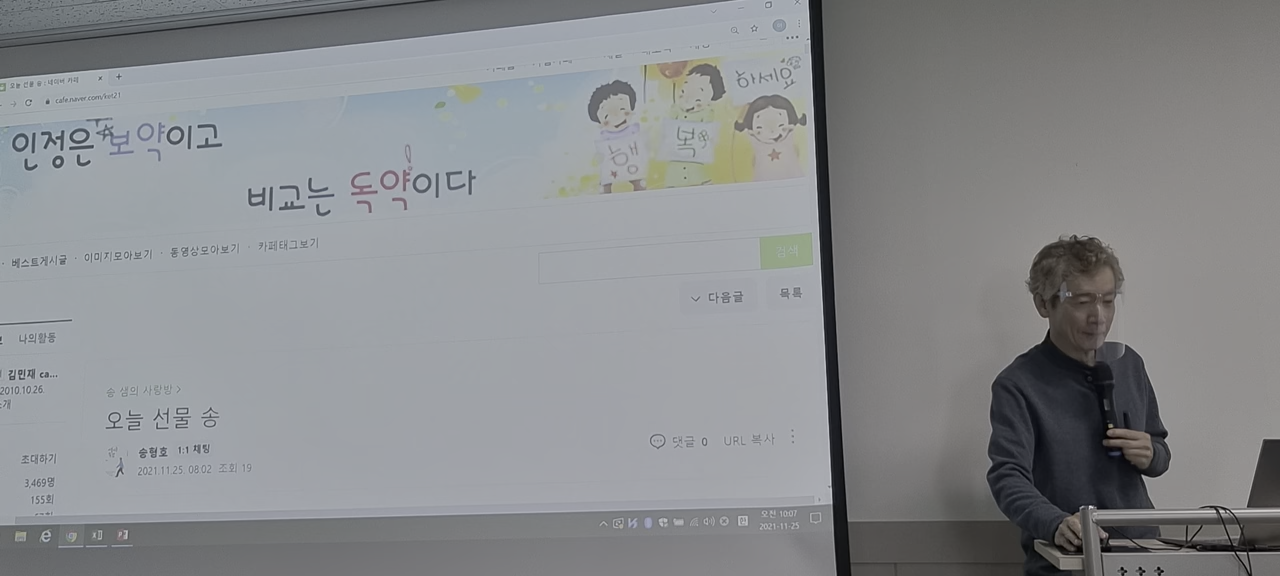 오늘 선물 송 : 네이버 카페
cafe.naver.com/ket21
인정은 보약이고
비교는 독약이다
행
복
하세요
베스트게시글 · 이미지모아보기 · 동영상모아보기 · 카페태그보기
검색
다음글 목록
나의활동
김민재 ca...
2010.10.26.
초대하기
3,469명
155회
송 샘의 사랑방 >
오늘 선물 송
송형호 1:1 채팅
2021.11.25. 08:02 조회 19
댓글 0 URL 복사
오전 10:07
2021-11-25